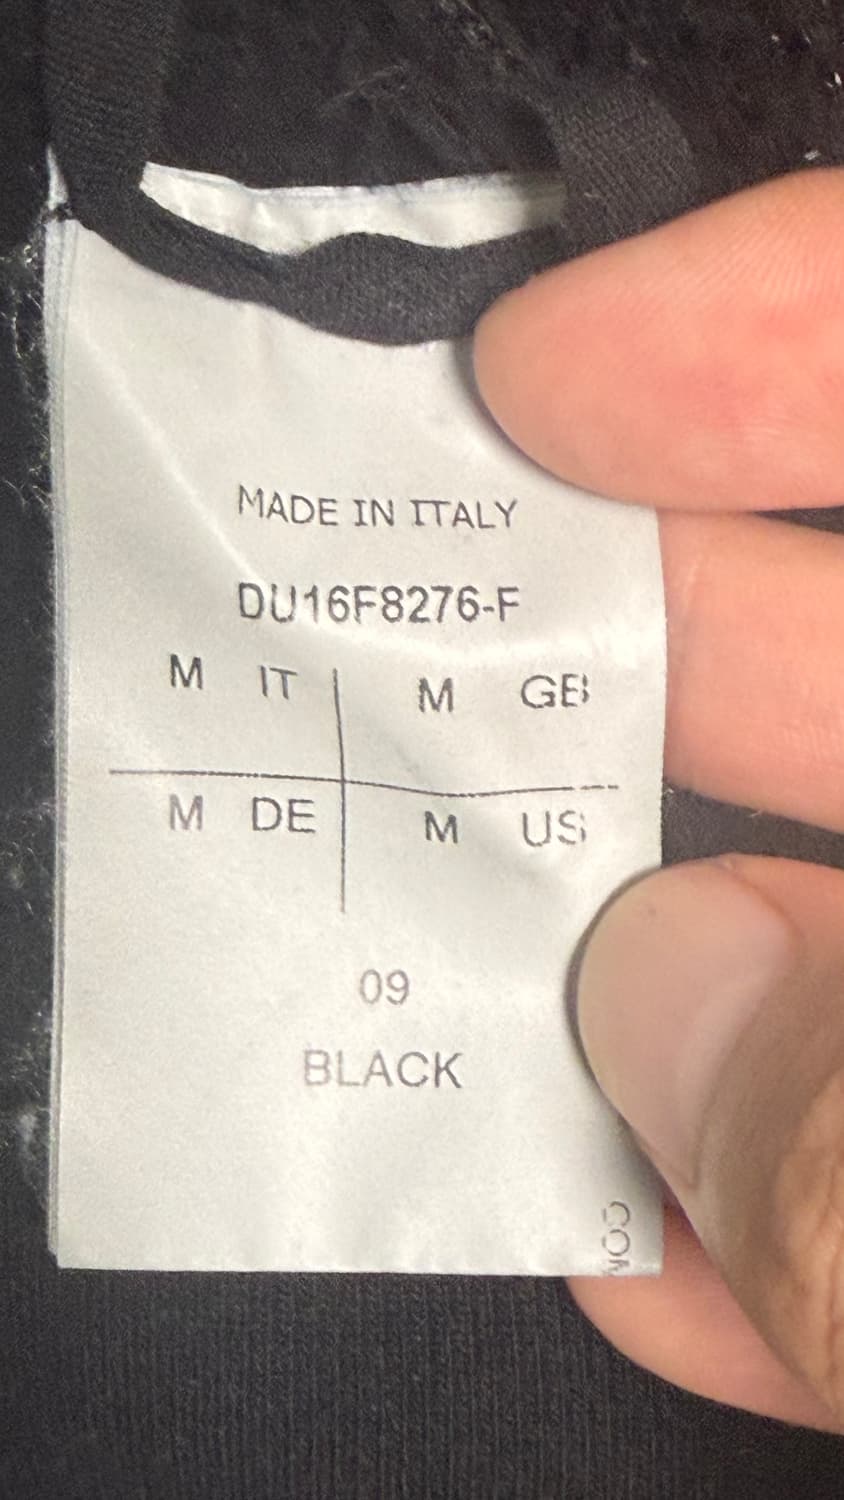 MADE IN ITALY
DU16F8276-F
M IT M GB
M DE M US
09
BLACK